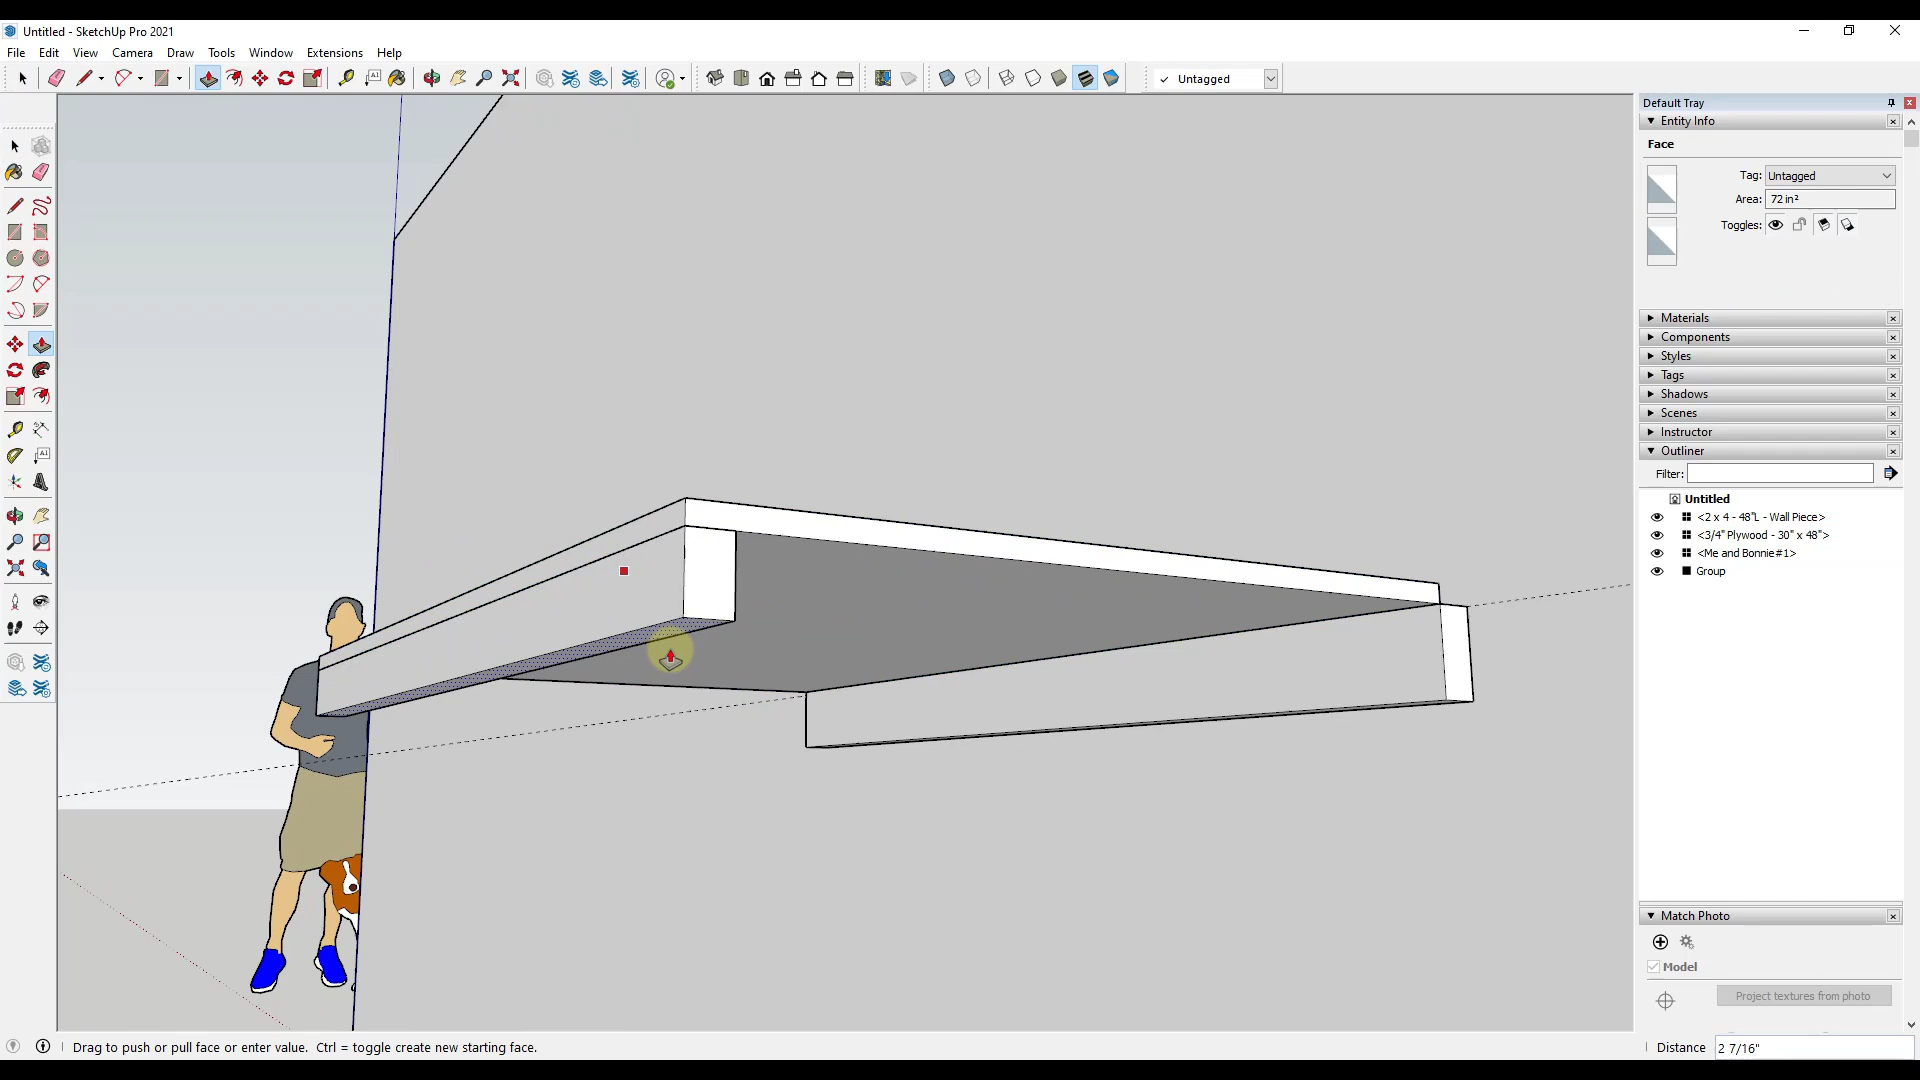 Untitled - SketchUp Pro 2021
File Edit View Camera Draw Tools Window Extensions Help
A1
✓ Untagged
Default Tray
Entity Info
Face
Tag: Untagged
Area: 72 in²
Toggles:
Materials
Components
Styles
Tags
Shadows
Scenes
Instructor
Outliner
Filter:
Untitled
<2 x 4 - 48"L - Wall Piece>
<3/4" Plywood - 30" x 48">
<Me and Bonnie#1>
Group
Match Photo
Model
Project textures from photo
A1
Drag to push or pull face or enter value. Ctrl = toggle create new starting face.
Distance 2 7/16"